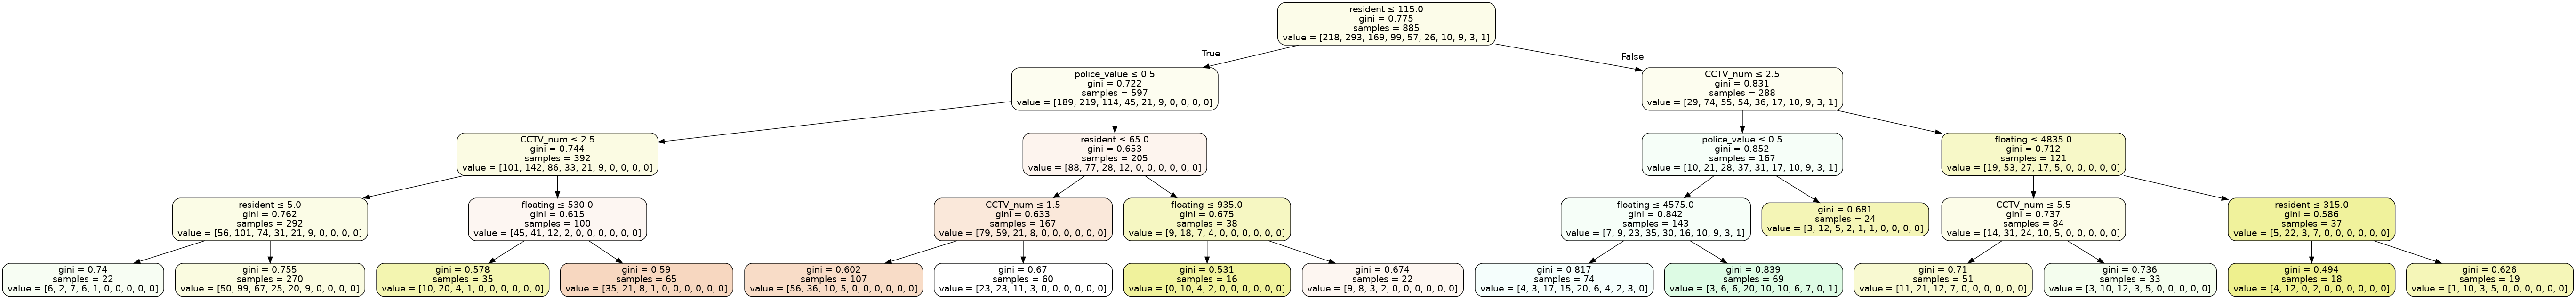 resident ≤ 115.0
gini = 0.775
samples = 885
value = [218, 293, 169, 99, 57, 26, 10, 9, 3, 1]
True
False
police_value ≤ 0.5
gini = 0.722
samples = 597
value = [189, 219, 114, 45, 21, 9, 0, 0, 0, 0]
CCTV_num ≤ 2.5
gini = 0.831
samples = 288
value = [29, 74, 55, 54, 36, 17, 10, 9, 3, 1]
CCTV_num ≤ 2.5
gini = 0.744
samples = 392
value = [101, 142, 86, 33, 21, 9, 0, 0, 0, 0]
resident ≤ 65.0
gini = 0.653
samples = 205
value = [88, 77, 28, 12, 0, 0, 0, 0, 0, 0]
police_value ≤ 0.5
gini = 0.852
samples = 167
value = [10, 21, 28, 37, 31, 17, 10, 9, 3, 1]
floating ≤ 4835.0
gini = 0.712
samples = 121
value = [19, 53, 27, 17, 5, 0, 0, 0, 0, 0]
resident ≤ 5.0
gini = 0.762
samples = 292
value = [56, 101, 74, 31, 21, 9, 0, 0, 0, 0]
floating ≤ 530.0
gini = 0.615
samples = 100
value = [45, 41, 12, 2, 0, 0, 0, 0, 0, 0]
CCTV_num ≤ 1.5
gini = 0.633
samples = 167
value = [79, 59, 21, 8, 0, 0, 0, 0, 0, 0]
floating ≤ 935.0
gini = 0.675
samples = 38
value = [9, 18, 7, 4, 0, 0, 0, 0, 0, 0]
floating ≤ 4575.0
gini = 0.842
samples = 143
value = [7, 9, 23, 35, 30, 16, 10, 9, 3, 1]
gini = 0.681
samples = 24
value = [3, 12, 5, 2, 1, 1, 0, 0, 0, 0]
CCTV_num ≤ 5.5
gini = 0.737
samples = 84
value = [14, 31, 24, 10, 5, 0, 0, 0, 0, 0]
resident ≤ 315.0
gini = 0.586
samples = 37
value = [5, 22, 3, 7, 0, 0, 0, 0, 0, 0]
gini = 0.74
samples = 22
value = [6, 2, 7, 6, 1, 0, 0, 0, 0, 0]
gini = 0.755
samples = 270
value = [50, 99, 67, 25, 20, 9, 0, 0, 0, 0]
gini = 0.578
samples = 35
value = [10, 20, 4, 1, 0, 0, 0, 0, 0, 0]
gini = 0.59
samples = 65
value = [35, 21, 8, 1, 0, 0, 0, 0, 0, 0]
gini = 0.602
samples = 107
value = [56, 36, 10, 5, 0, 0, 0, 0, 0, 0]
gini = 0.67
samples = 60
value = [23, 23, 11, 3, 0, 0, 0, 0, 0, 0]
gini = 0.531
samples = 16
value = [0, 10, 4, 2, 0, 0, 0, 0, 0, 0]
gini = 0.674
samples = 22
value = [9, 8, 3, 2, 0, 0, 0, 0, 0, 0]
gini = 0.817
samples = 74
value = [4, 3, 17, 15, 20, 6, 4, 2, 3, 0]
gini = 0.839
samples = 69
value = [3, 6, 6, 20, 10, 10, 6, 7, 0, 1]
gini = 0.71
samples = 51
value = [11, 21, 12, 7, 0, 0, 0, 0, 0, 0]
gini = 0.736
samples = 33
value = [3, 10, 12, 3, 5, 0, 0, 0, 0, 0]
gini = 0.494
samples = 18
value = [4, 12, 0, 2, 0, 0, 0, 0, 0, 0]
gini = 0.626
samples = 19
value = [1, 10, 3, 5, 0, 0, 0, 0, 0, 0]